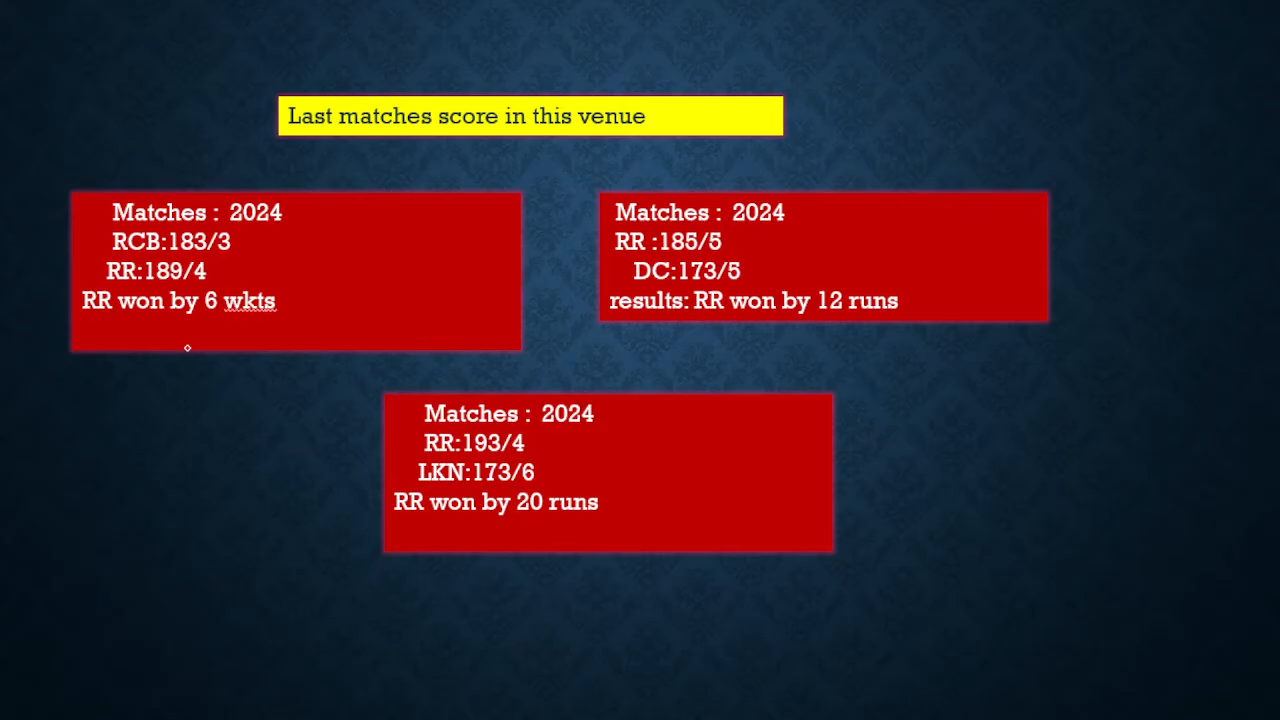 Last matches score in this venue
Matches : 2024
RCB:183/3
RR:189/4
RR won by 6 wkts
Matches : 2024
RR :185/5
DC:173/5
results: RR won by 12 runs
Matches : 2024
RR:193/4
LKN:173/6
RR won by 20 runs